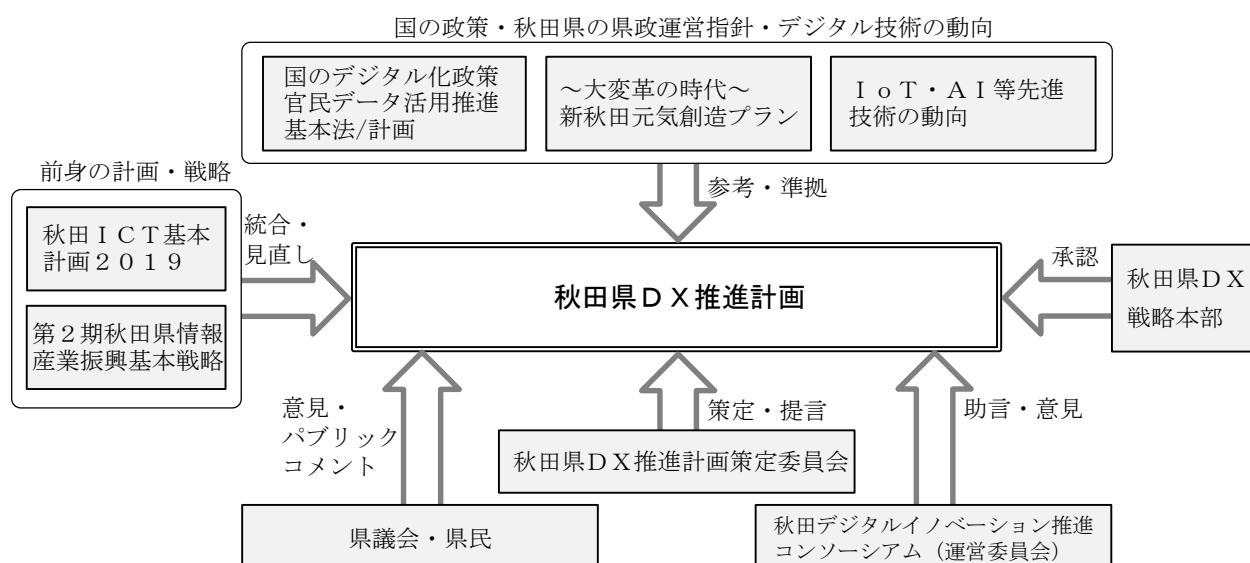 国の政策・秋田県の県政運営指針・デジタル技術の動向
国のデジタル化政策
官民データ活用推進
基本法/計画
～大変革の時代～
新秋田元気創造プラン
ＩｏＴ・ＡＩ等先進
技術の動向
前身の計画・戦略
参考・準拠
秋田ＩＣＴ基本
計画２０１９
第２期秋田県情報
産業振興基本戦略
統合・
見直し
秋田県ＤＸ推進計画
承認
秋田県ＤＸ
戦略本部
意見・
パブリック
コメント
策定・提言
助言・意見
秋田県ＤＸ推進計画策定委員会
県議会・県民
秋田デジタルイノベーション推進
コンソーシアム（運営委員会）